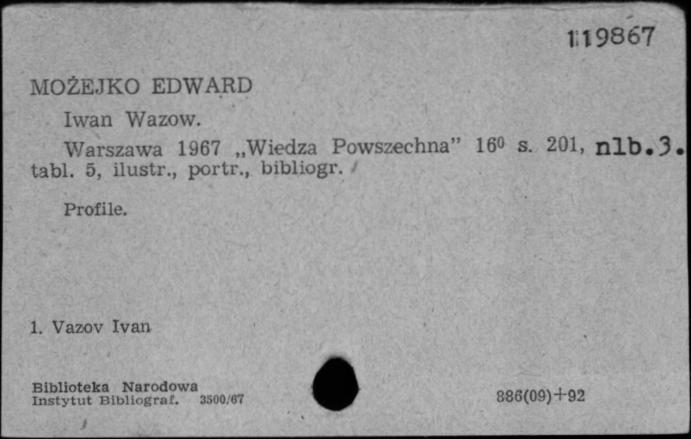 119867
MOŻEJKO EDWARD
Iwan Wazow.
Warszawa 1967 „Wiedza Powszechna” 16⁰ s. 201, nlb.3.
tabl. 5, ilustr., portr., bibliogr.
Profile.
1. Vazov Ivan
Biblioteka Narodowa
Instytut Bibliograf. 3500/67
886(09)+92